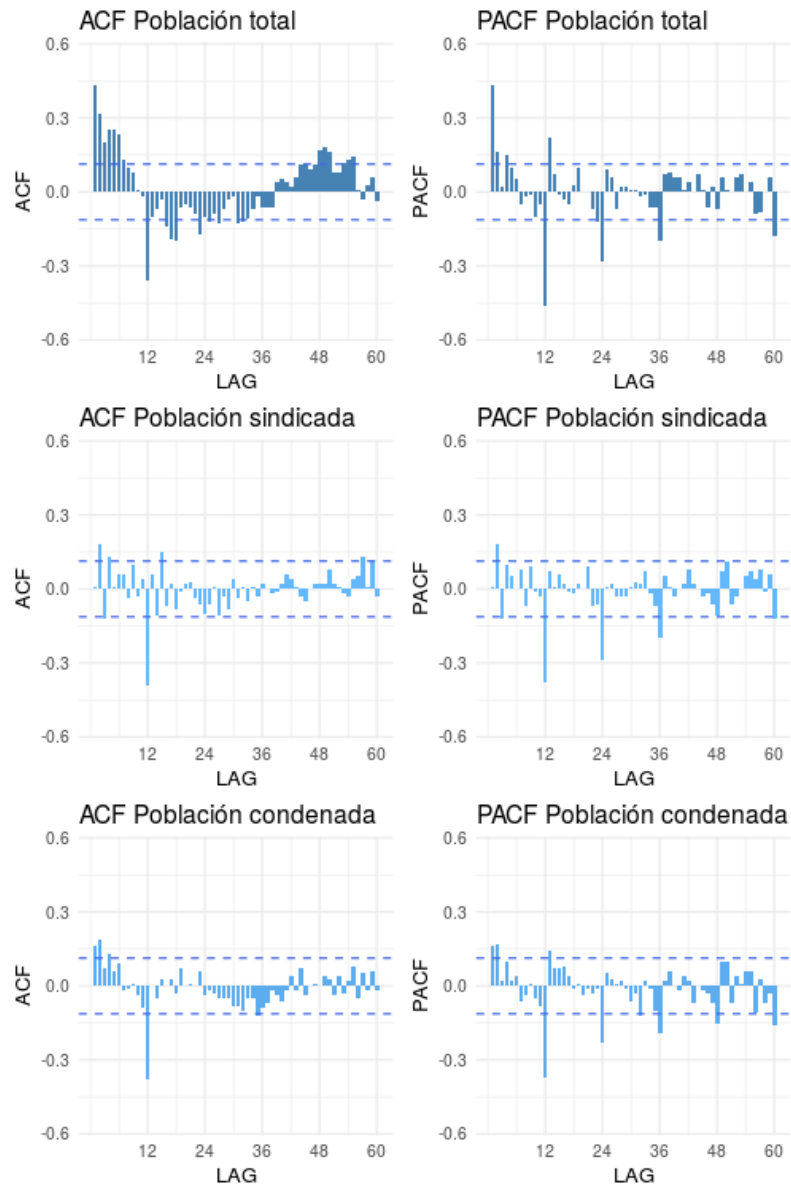 ACF Población total
PACF Población total
0.6
0.3
0.0
-0.3
-0.6
ACF
12 24 36 48 60
LAG
0.6
0.3
0.0
-0.3
-0.6
PACF
12 24 36 48 60
LAG
ACF Población sindicada
PACF Población sindicada
0.6
0.3
0.0
-0.3
-0.6
ACF
12 24 36 48 60
LAG
0.6
0.3
0.0
-0.3
-0.6
PACF
12 24 36 48 60
LAG
ACF Población condenada
PACF Población condenada
0.6
0.3
0.0
-0.3
-0.6
ACF
12 24 36 48 60
LAG
0.6
0.3
0.0
-0.3
-0.6
PACF
12 24 36 48 60
LAG